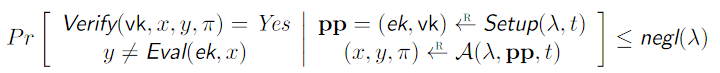 Pr [ Verify(vk, x, y, π) = Yes | pp = (ek, vk) ←R Setup(λ, t) ] ≤ negl(λ)
y ≠ Eval(ek, x) | (x, y, π) ←R A(λ, pp, t)